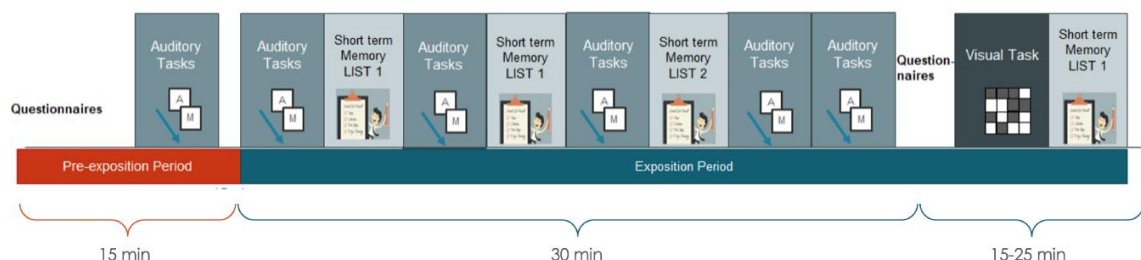 Questionnaires
Auditory
Tasks
A
M
Auditory
Tasks
A
M
Short term
Memory
LIST 1
Auditory
Tasks
A
M
Short term
Memory
LIST 1
Auditory
Tasks
A
M
Short term
Memory
LIST 2
Auditory
Tasks
A
M
Auditory
Tasks
A
M
Question-
naires
Visual Task
Short term
Memory
LIST 1
Pre-exposition Period
Exposition Period
15 min
30 min
15-25 min